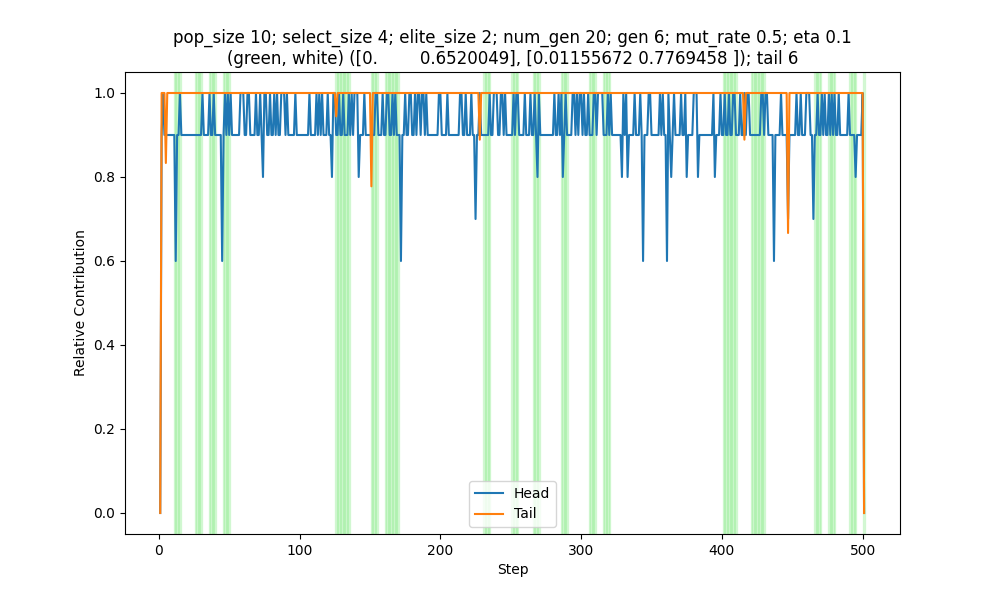 pop_size 10; select_size 4; elite_size 2; num_gen 20; gen 6; mut_rate 0.5; eta 0.1
(green, white) ([0.        0.6520049], [0.01155672 0.7769458 ]); tail 6
1.0
0.8
0.6
0.4
0.2
0.0
Relative Contribution
Head
Tail
0
100
200
300
400
500
Step